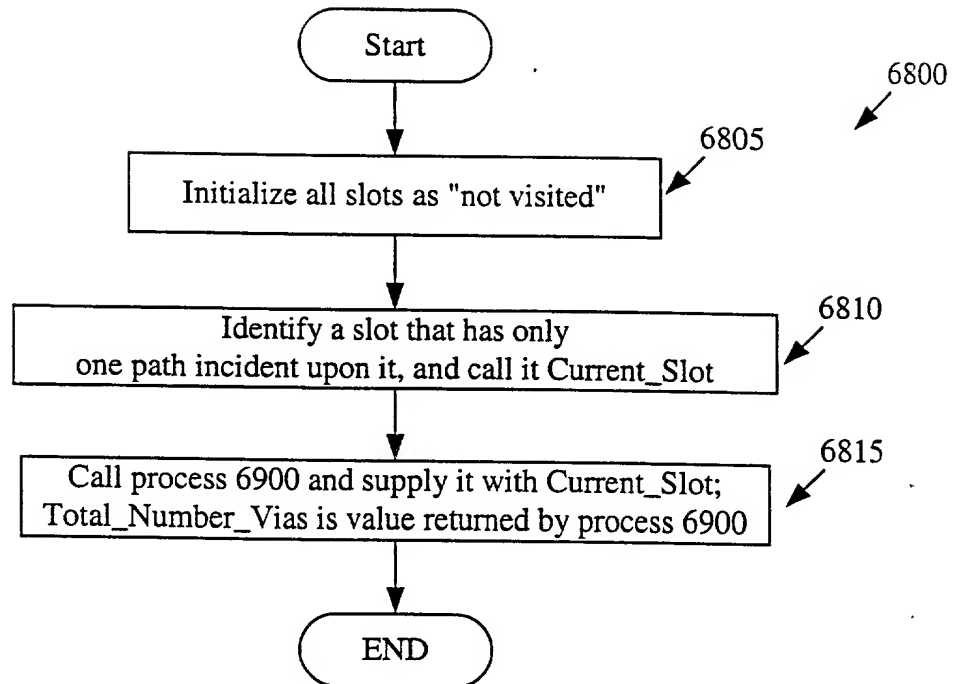 Start
6800
6805
Initialize all slots as "not visited"
6810
Identify a slot that has only
one path incident upon it, and call it Current_Slot
6815
Call process 6900 and supply it with Current_Slot;
Total_Number_Vias is value returned by process 6900
END